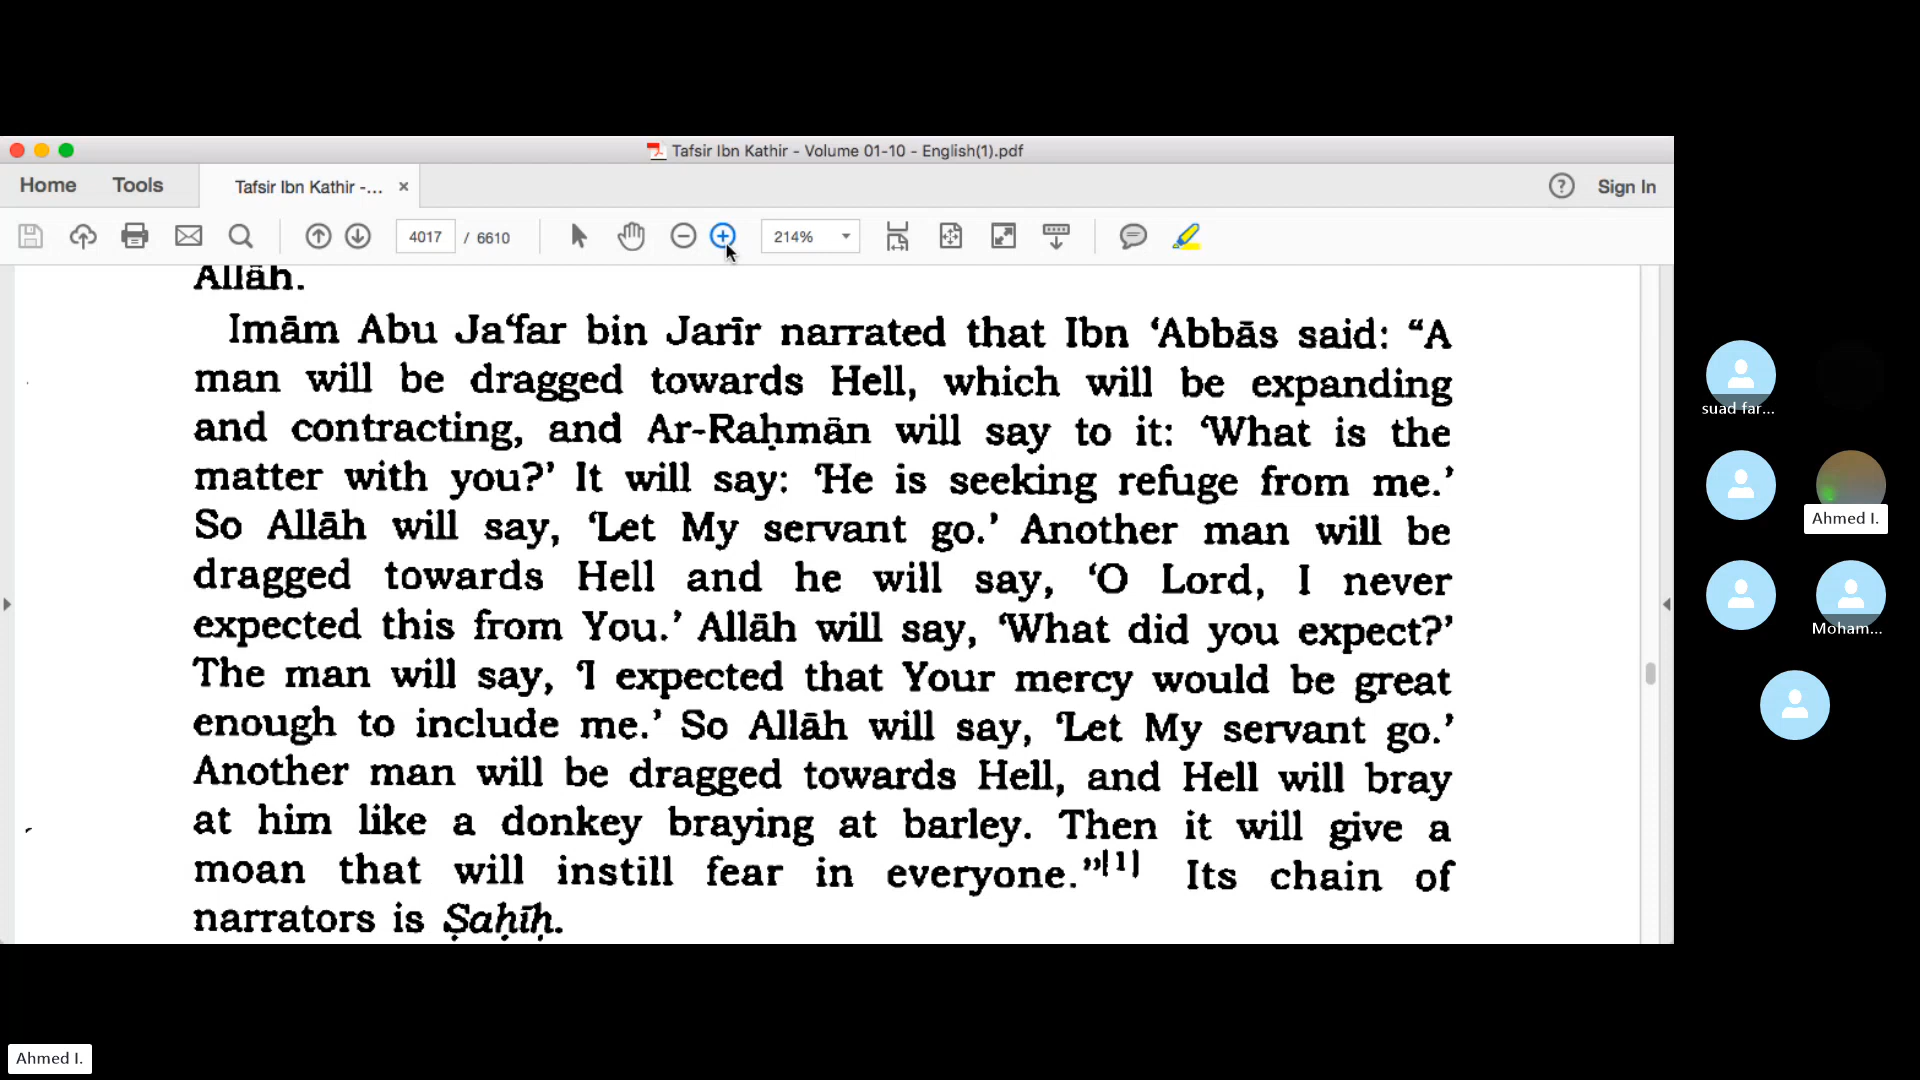 Tafsir Ibn Kathir - Volume 01-10 - English(1).pdf
Home
Tools
Tafsir Ibn Kathir -...
Sign In
4017 / 6610
214%
Allāh.
Imām Abu Ja‘far bin Jarīr narrated that Ibn ‘Abbās said: “A
man will be dragged towards Hell, which will be expanding
and contracting, and Ar-Raḥmān will say to it: ‘What is the
matter with you?’ It will say: ‘He is seeking refuge from me.’
So Allāh will say, ‘Let My servant go.’ Another man will be
dragged towards Hell and he will say, ‘O Lord, I never
expected this from You.’ Allāh will say, ‘What did you expect?’
The man will say, ‘I expected that Your mercy would be great
enough to include me.’ So Allāh will say, ‘Let My servant go.’
Another man will be dragged towards Hell, and Hell will bray
at him like a donkey braying at barley. Then it will give a
moan that will instill fear in everyone.”[1] Its chain of
narrators is Ṣaḥīḥ.
suad far...
Ahmed I.
Moham...
Ahmed I.